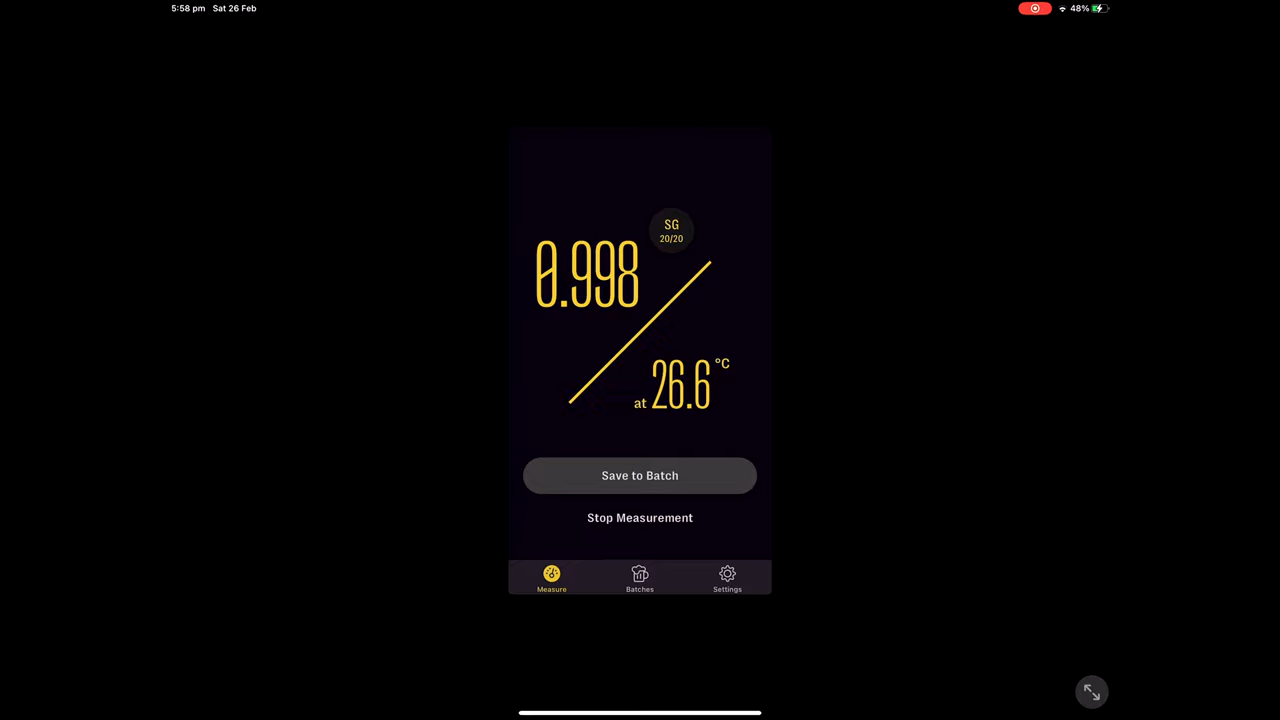 5:58 pm Sat 26 Feb
48%
SG
20/20
0.998
at 26.6 °C
Save to Batch
Stop Measurement
Measure Batches Settings